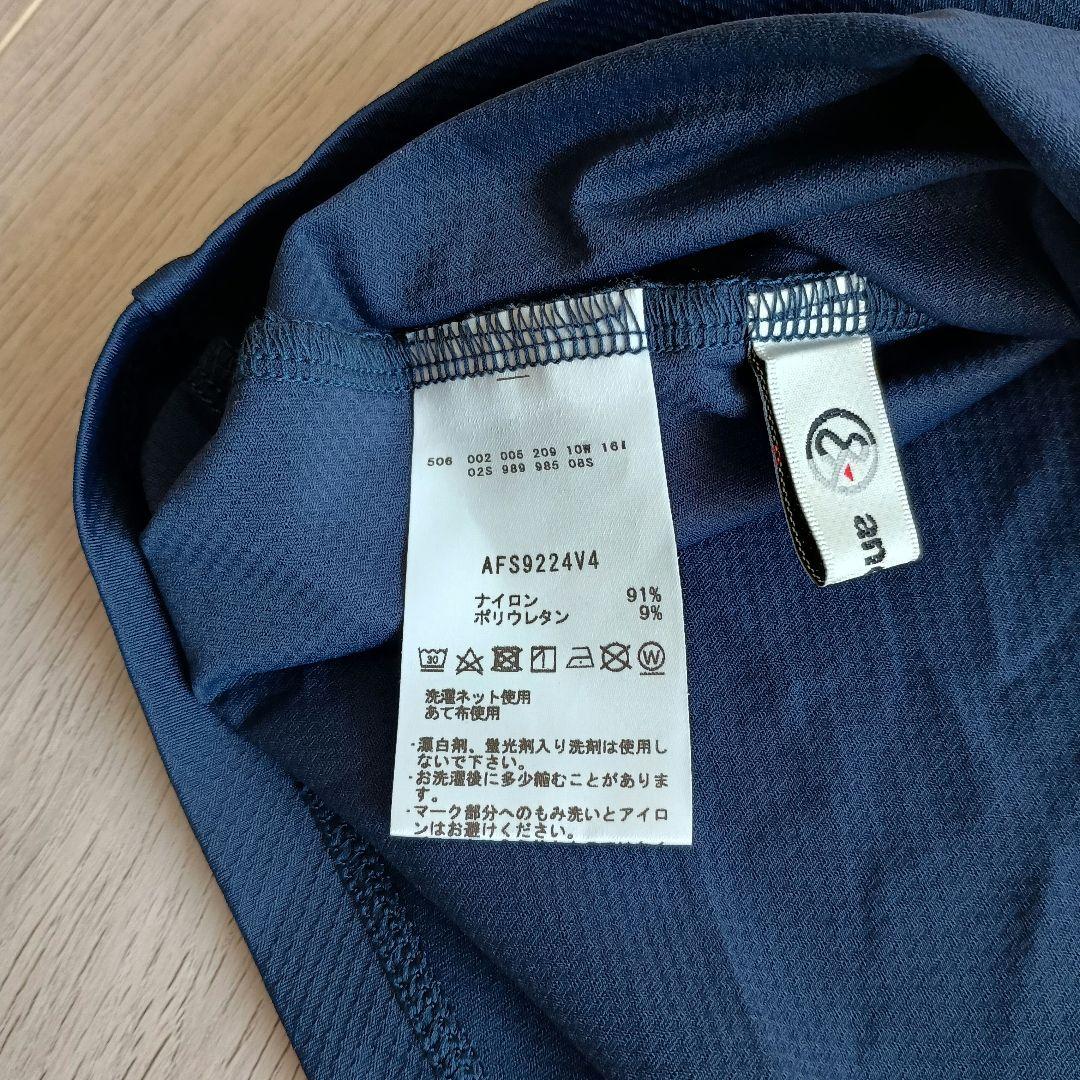 506 002 005 209 10W 16I
02S 989 985 08S
AFS9224V4
ナイロン 91%
ポリウレタン 9%
30 W
洗濯ネット使用
あて布使用
・漂白剤、蛍光剤入り洗剤は使用し
ないで下さい。
・お洗濯後に多少縮むことがありま
す。
・マーク部分へのもみ洗いとアイロ
ンはお避けください。
an